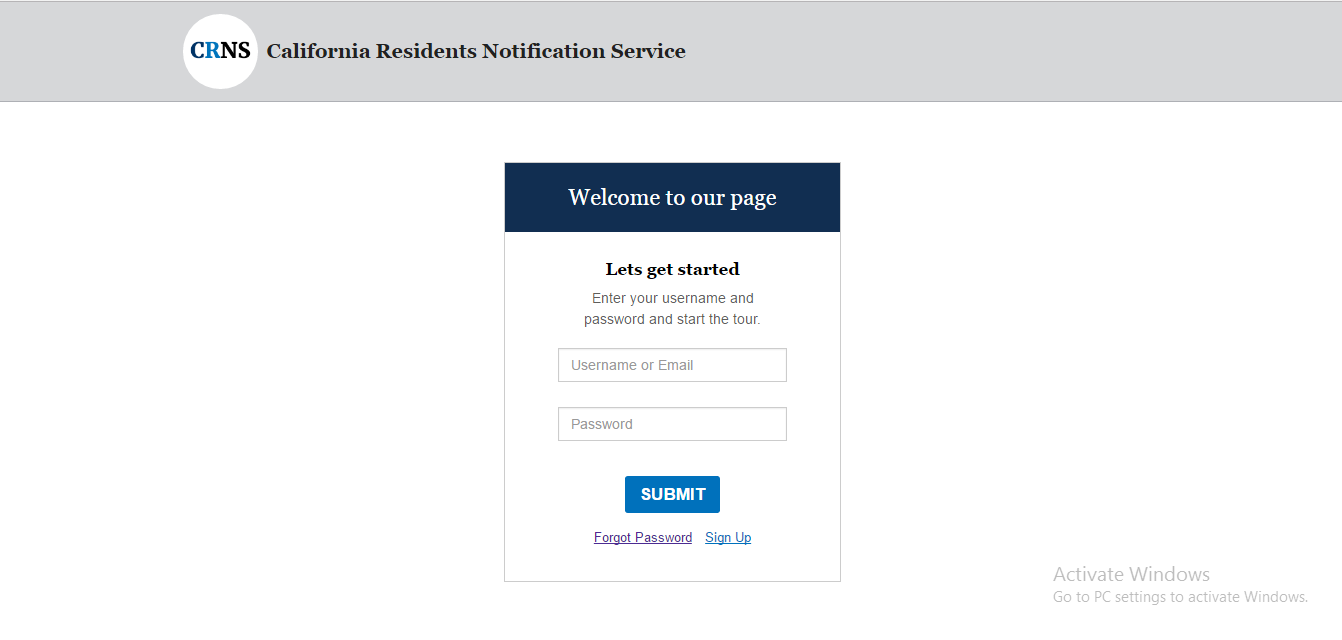 CRNS California Residents Notification Service
Welcome to our page
Lets get started
Enter your username and
password and start the tour.
Username or Email
Password
SUBMIT
Forgot Password Sign Up
Activate Windows
Go to PC settings to activate Windows.